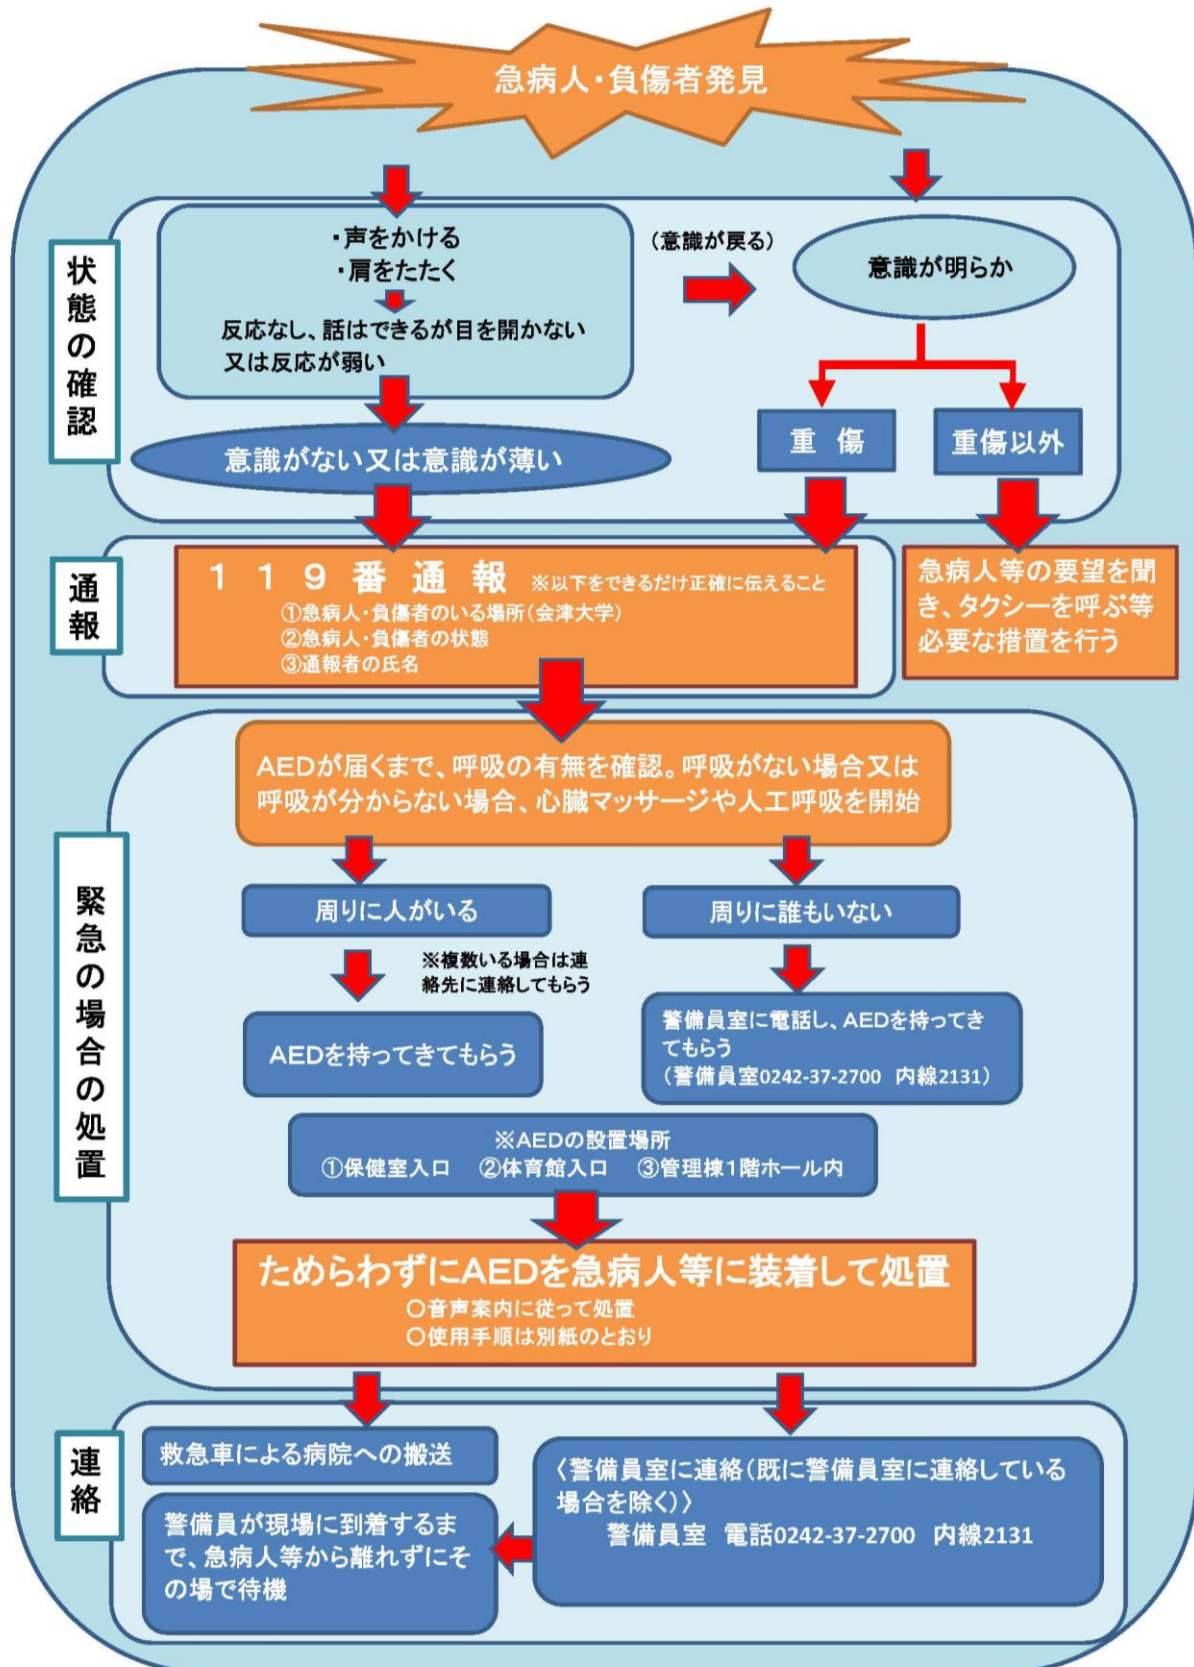 急病人・負傷者発見
状態の確認
・声をかける
・肩をたたく
反応なし、話はできるが目を開かない
又は反応が弱い
(意識が戻る)
意識が明らか
意識がない又は意識が薄い
重傷
重傷以外
通報
119番通報 ※以下をできるだけ正確に伝えること
①急病人・負傷者のいる場所(会津大学)
②急病人・負傷者の状態
③通報者の氏名
急病人等の要望を聞
き、タクシーを呼ぶ等
必要な措置を行う
緊急の場合の処置
AEDが届くまで、呼吸の有無を確認。呼吸がない場合又は
呼吸が分からない場合、心臓マッサージや人工呼吸を開始
周りに人がいる
周りに誰もいない
※複数いる場合は連
絡先に連絡してもらう
AEDを持ってきてもらう
警備員室に電話し、AEDを持ってき
てもらう
(警備員室0242-37-2700 内線2131)
※AEDの設置場所
①保健室入口 ②体育館入口 ③管理棟1階ホール内
ためらわずにAEDを急病人等に装着して処置
○音声案内に従って処置
○使用手順は別紙のとおり
連絡
救急車による病院への搬送
警備員が現場に到着するま
で、急病人等から離れずにそ
の場で待機
〈警備員室に連絡(既に警備員室に連絡している
場合を除く)〉
警備員室 電話0242-37-2700 内線2131